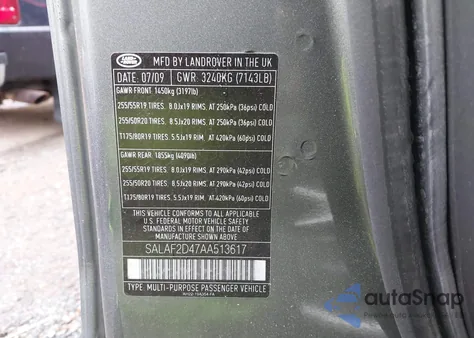 LAND ROVER
MFD BY LANDROVER IN THE UK
DATE: 07/09 GWR: 3240KG (7143LB)
GAWR FRONT: 1450kg (3197lb)
255/55R19 TIRES. 8.0Jx19 RIMS, AT 250kPa (36psi) COLD
255/50R20 TIRES. 8.5Jx20 RIMS, AT 250kPa (36psi) COLD
T175/80R19 TIRES. 5.5Jx19 RIM, AT 420kPa (60psi) COLD
GAWR REAR: 1855kg (4090lb)
255/55R19 TIRES. 8.0Jx19 RIMS, AT 290kPa (42psi) COLD
255/50R20 TIRES. 8.5Jx20 RIMS, AT 290kPa (42psi) COLD
T175/80R19 TIRES. 5.5Jx19 RIM, AT 420kPa (60psi) COLD
THIS VEHICLE CONFORMS TO ALL APPLICABLE
U.S. FEDERAL MOTOR VEHICLE SAFETY
STANDARDS IN EFFECT ON THE DATE OF
MANUFACTURE SHOWN ABOVE
SALAF2D47AA513617
TYPE: MULTI-PURPOSE PASSENGER VEHICLE
autoSnap